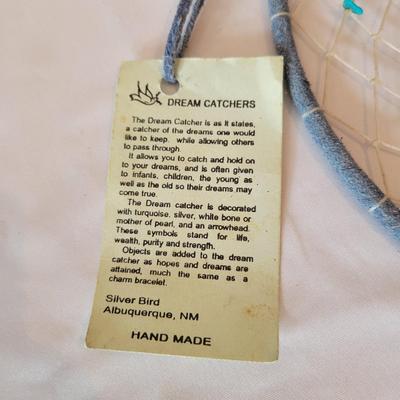 DREAM CATCHERS
The Dream Catcher is as it states,
a catcher of the dreams one would
like to keep, while allowing others
to pass through.
It allows you to catch and hold on
to your dreams, and is often given
to infants, children, the young as
well as the old so their dreams may
come true.
The Dream catcher is decorated
with turquoise, silver, white bone or
mother of pearl, and an arrowhead.
These symbols stand for life,
wealth, purity and strength.
Objects are added to the dream
catcher as hopes and dreams are
attained, much the same as a
charm bracelet.
Silver Bird
Albuquerque, NM
HAND MADE